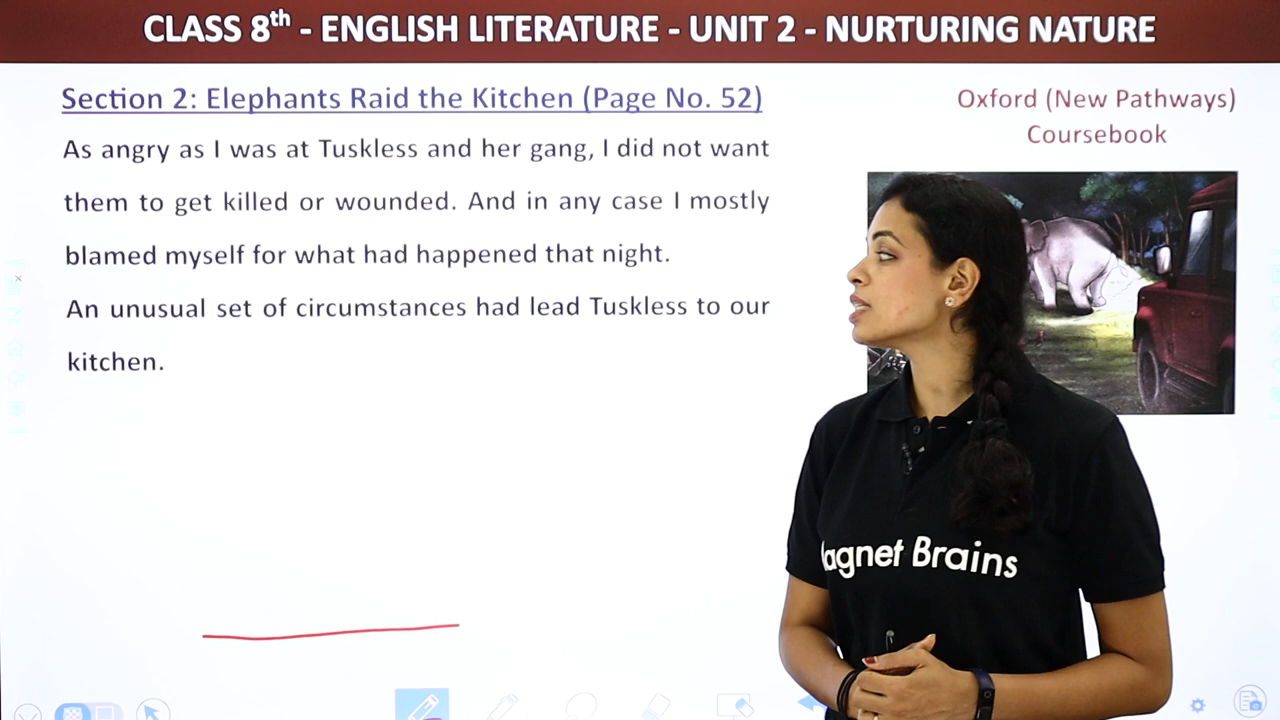 CLASS 8th - ENGLISH LITERATURE - UNIT 2 - NURTURING NATURE
Section 2: Elephants Raid the Kitchen (Page No. 52)
Oxford (New Pathways)
Coursebook
As angry as I was at Tuskless and her gang, I did not want
them to get killed or wounded. And in any case I mostly
blamed myself for what had happened that night.
An unusual set of circumstances had lead Tuskless to our
kitchen.
agnet Brains